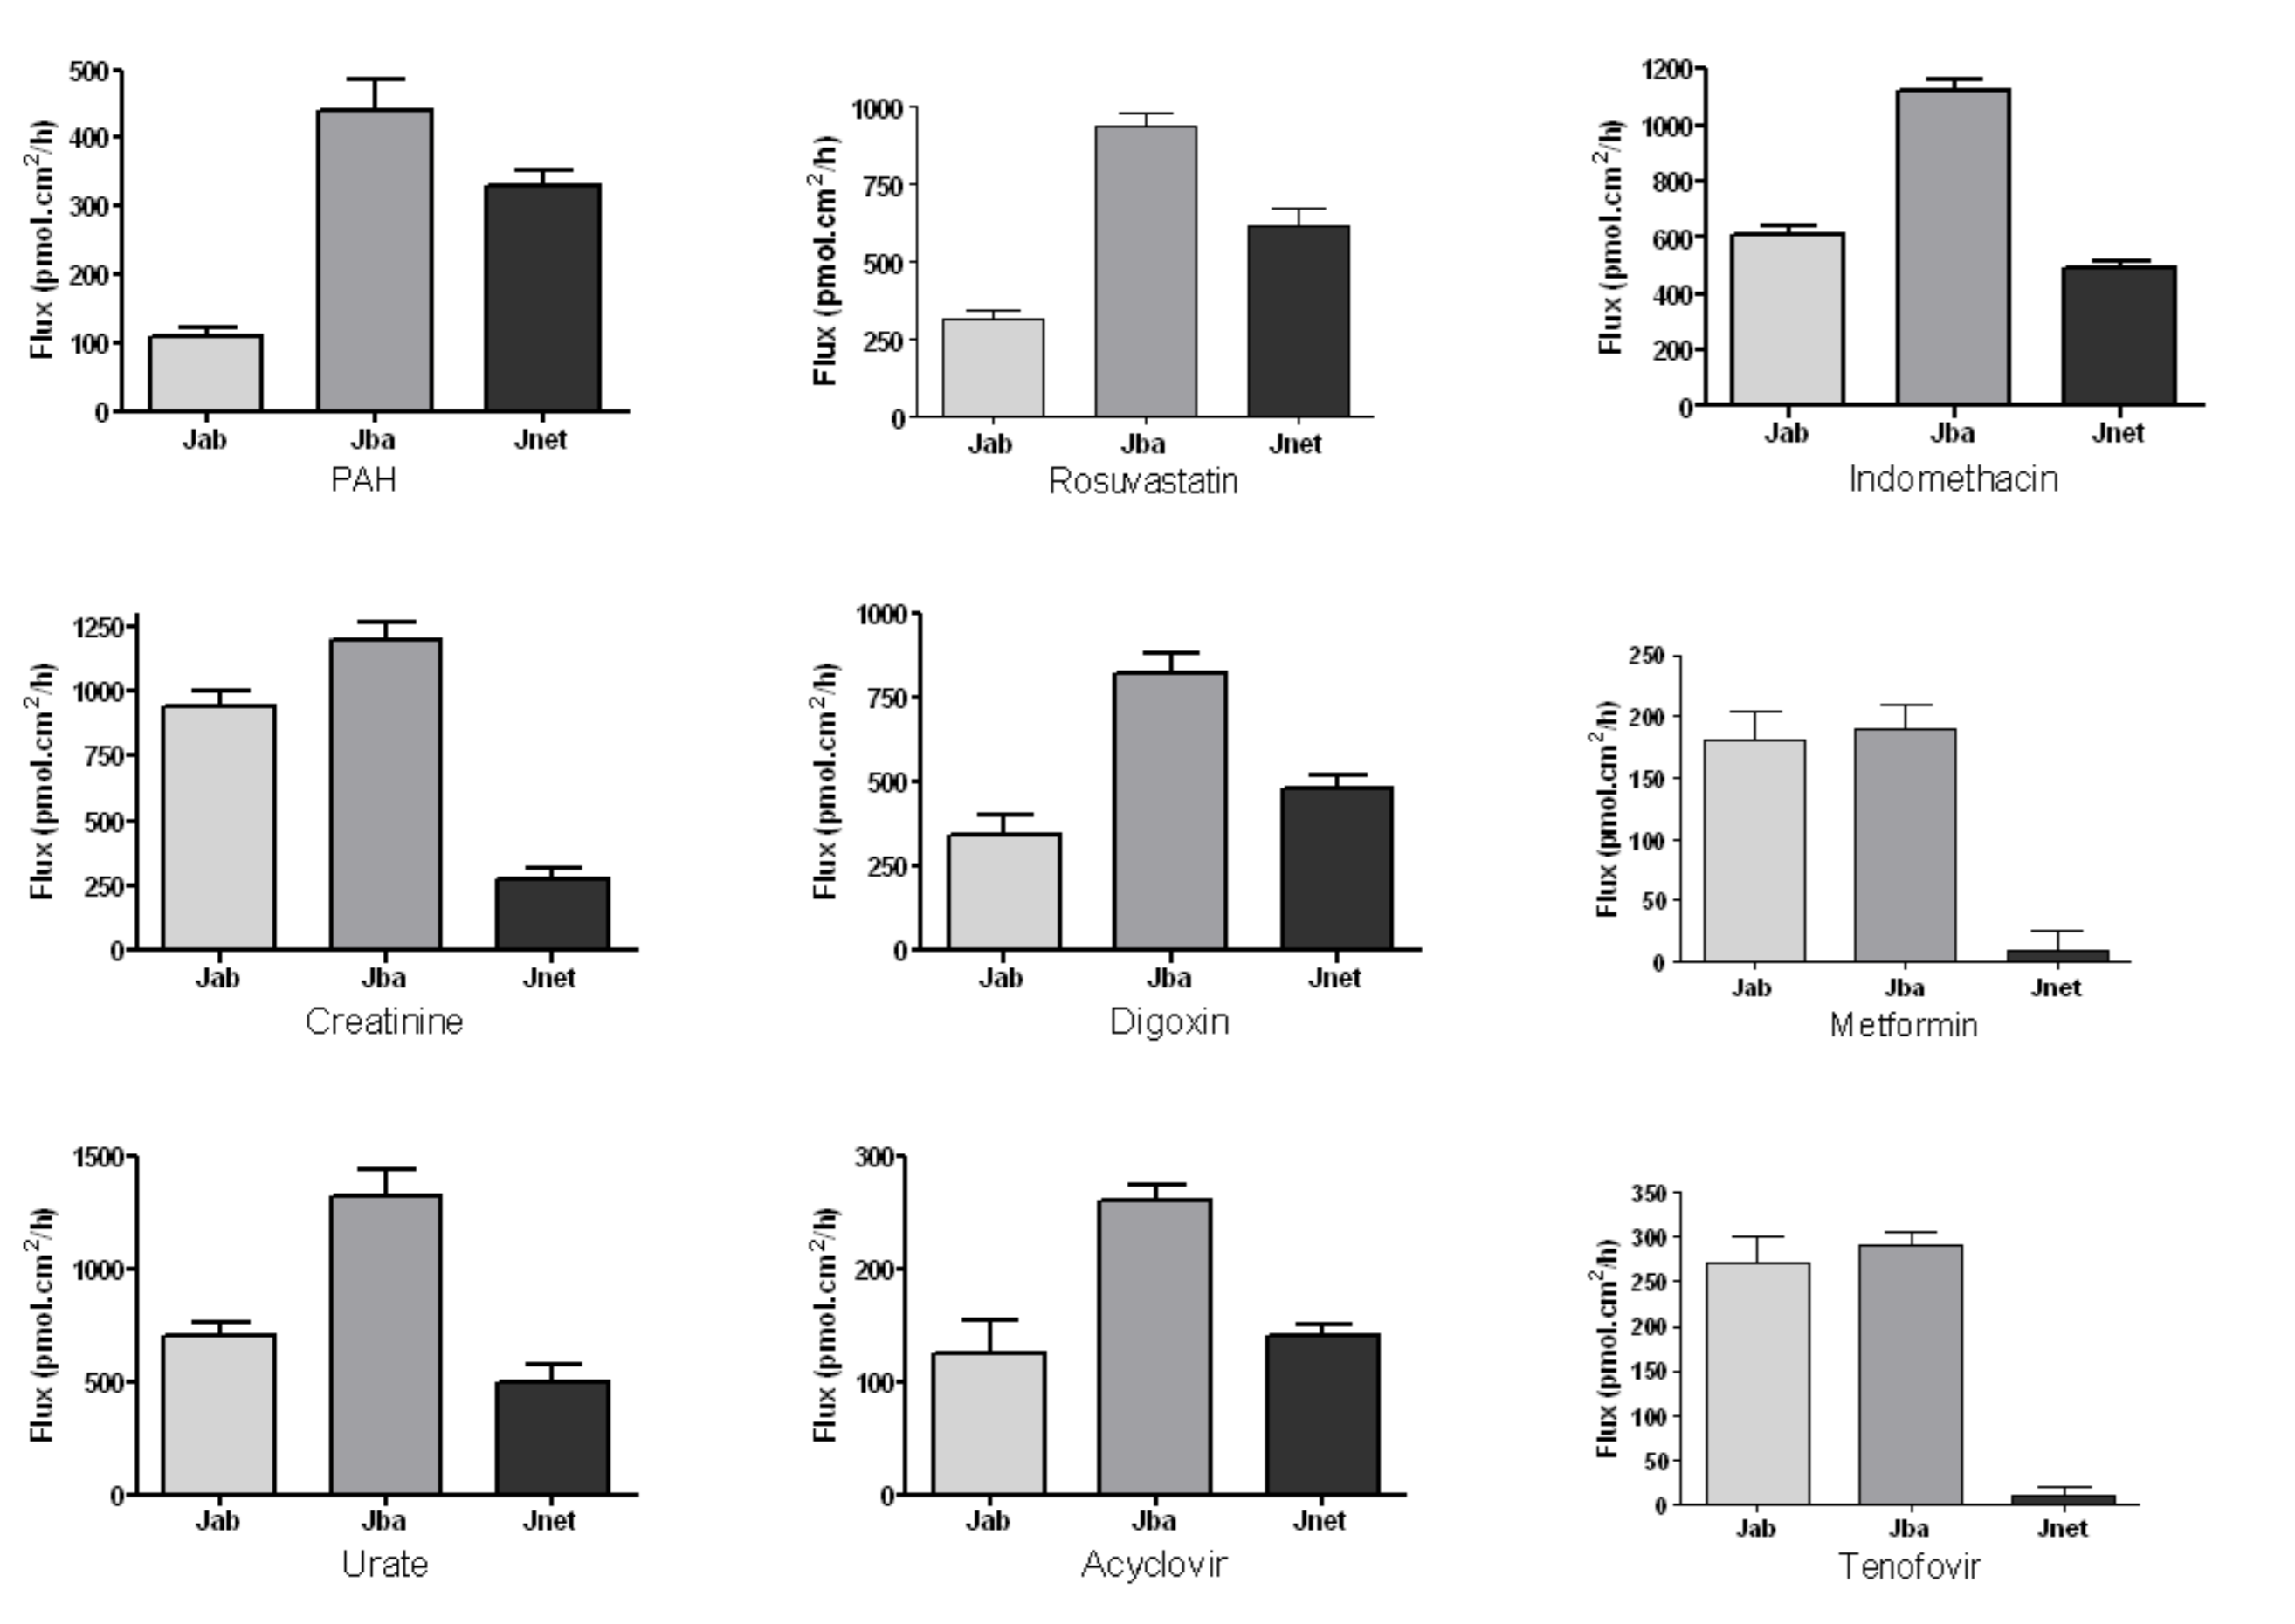 500
400
300
200
100
0
Flux (pmol.cm2/h)
Jab Jba Jnet
PAH
1000
750
500
250
0
Flux (pmol.cm2/h)
Jab Jba Jnet
Rosuvastatin
1200
1000
800
600
400
200
0
Flux (pmol.cm2/h)
Jab Jba Jnet
Indomethacin
1250
1000
750
500
250
0
Flux (pmol.cm2/h)
Jab Jba Jnet
Creatinine
1000
750
500
250
0
Flux (pmol.cm2/h)
Jab Jba Jnet
Digoxin
250
200
150
100
50
0
Flux (pmol.cm2/h)
Jab Jba Jnet
Metformin
1500
1000
500
0
Flux (pmol.cm2/h)
Jab Jba Jnet
Urate
300
200
100
0
Flux (pmol.cm2/h)
Jab Jba Jnet
Acyclovir
350
300
250
200
150
100
50
0
Flux (pmol.cm2/h)
Jab Jba Jnet
Tenofovir